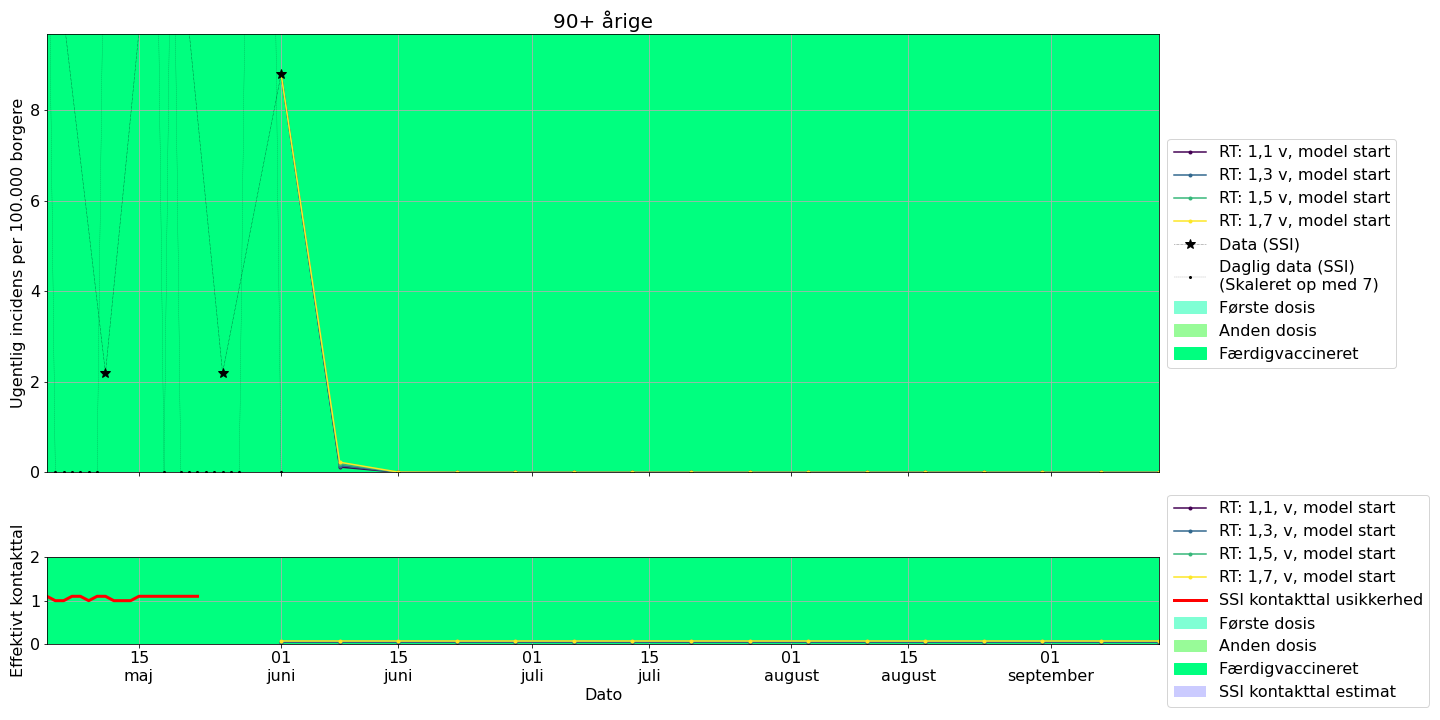 90+ årige
Ugentlig incidens per 100.000 borgere
8
6
4
2
0
RT: 1,1 v, model start
RT: 1,3 v, model start
RT: 1,5 v, model start
RT: 1,7 v, model start
Data (SSI)
Daglig data (SSI)
(Skaleret op med 7)
Første dosis
Anden dosis
Færdigvaccineret
Effektivt kontakttal
2
1
0
15
maj
01
juni
15
juni
01
juli
15
juli
01
august
15
august
01
september
Dato
RT: 1,1, v, model start
RT: 1,3, v, model start
RT: 1,5, v, model start
RT: 1,7, v, model start
SSI kontakttal usikkerhed
Første dosis
Anden dosis
Færdigvaccineret
SSI kontakttal estimat